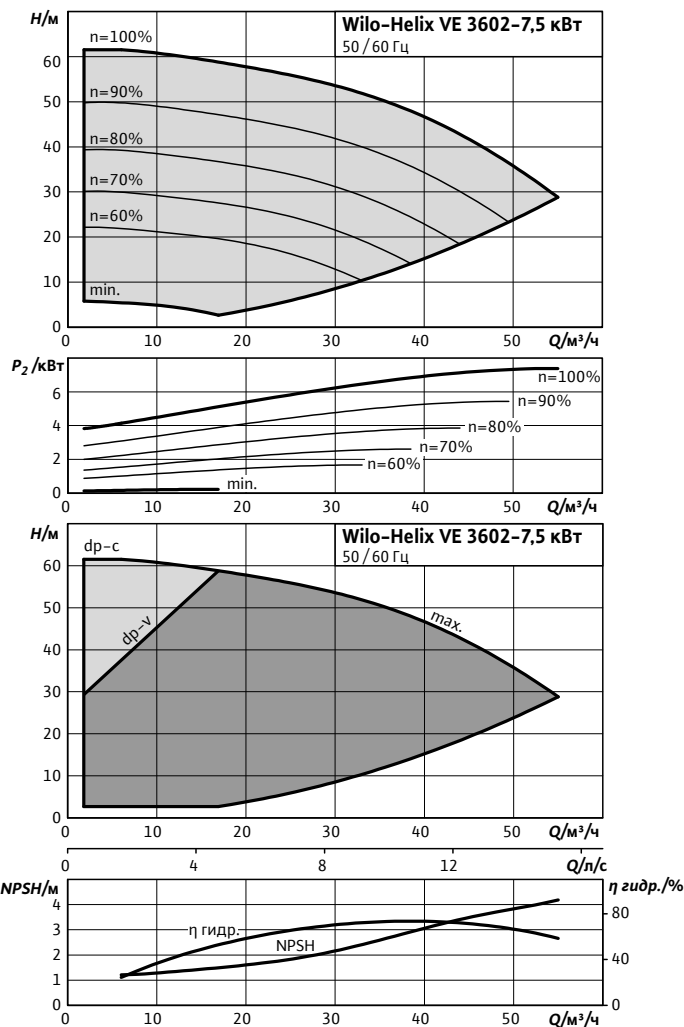 H/м
Wilo-Helix VE 3602-7,5 кВт
50 / 60 Гц
n=100%
n=90%
n=80%
n=70%
n=60%
min.
60
50
40
30
20
10
0
0 10 20 30 40 50 Q/м³/ч
P₂ /кВт
6
4
2
0
n=100%
n=90%
n=80%
n=70%
n=60%
min.
0 10 20 30 40 50 Q/м³/ч
H/м
Wilo-Helix VE 3602-7,5 кВт
50 / 60 Гц
dp-c
dp-v
max.
60
50
40
30
20
10
0
0 10 20 30 40 50 Q/м³/ч
0 4 8 12 Q/л/с
NPSH/м
η гидр./%
4
3
2
1
0
η гидр.
NPSH
80
40
0
0 10 20 30 40 50 Q/м³/ч